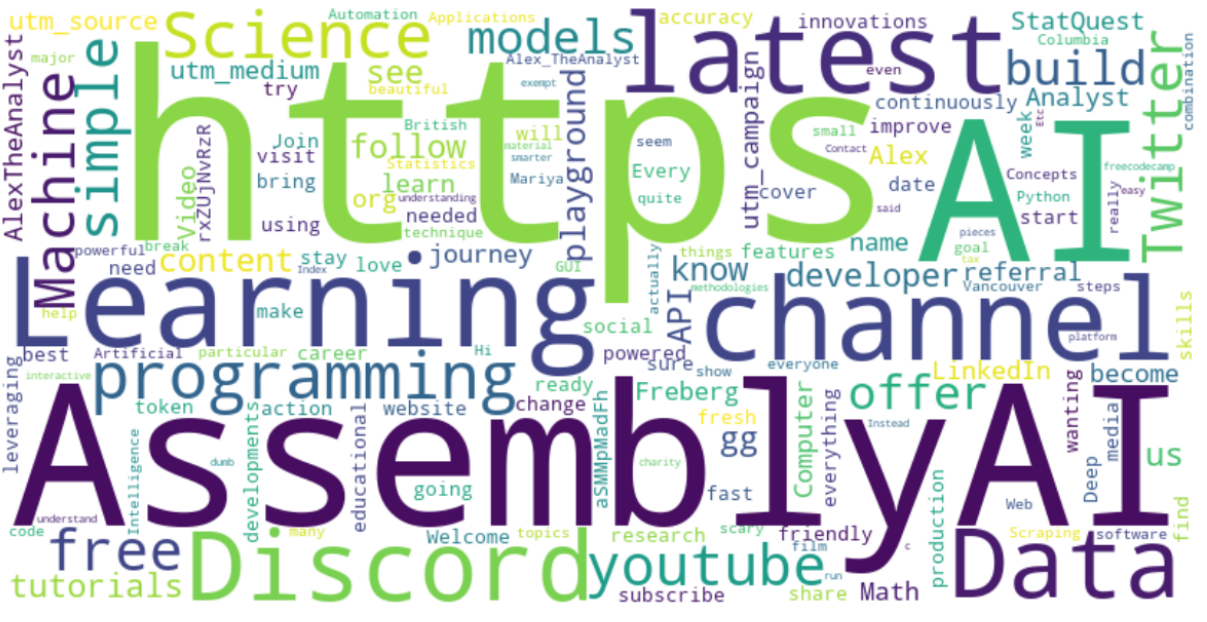 utm_source
Automation
Applications
accuracy
innovations
StatQuest
major
Science
models
Alex_TheAnalyst
latest
Columbia
even
build
AlexTheAnalyst
Machine
simple
utm_medium
try
see
beautiful
exempt
playground
utm_campaign
continuously
Analyst
Twitter
combination
https
AI
Video
rxZUjNvRzR
Join
visit
bring
using
British
follow
Statistics
learn
org
understanding
needed
technique
will
material
smarter
Mariya
seem
Every
quite
small
improve
Contact
Alex
cover
date
said
week
Etc
Concepts
Python
start
really
easy
freecodecamp
powerful
break
need
content
stay
Index
love
journey
GUI
actually
things
features
know
methodologies
name
pieces
goal
tax
developer
referral
Vancouver
steps
Learning
help
make
social
API
channel
platform
skills
best
Artificial
particular
career
Hi
powered
sure
show
everyone
LinkedIn
become
leveraging
interactive
programming
ready
token
action
website
change
Freberg
fresh
gg
Computer
everything
offer
Instead
wanting
media
us
AssemblyAI
Intelligence
dumb
developments
educational
going
aSMMpMadFh
charity
fast
Web
Deep
find
understand
code
free
many
Welcome
topics
research
scary
friendly
film
c
production
Scraping
software
tutorials
Discord
youtube
run
subscribe
share
Math
Data